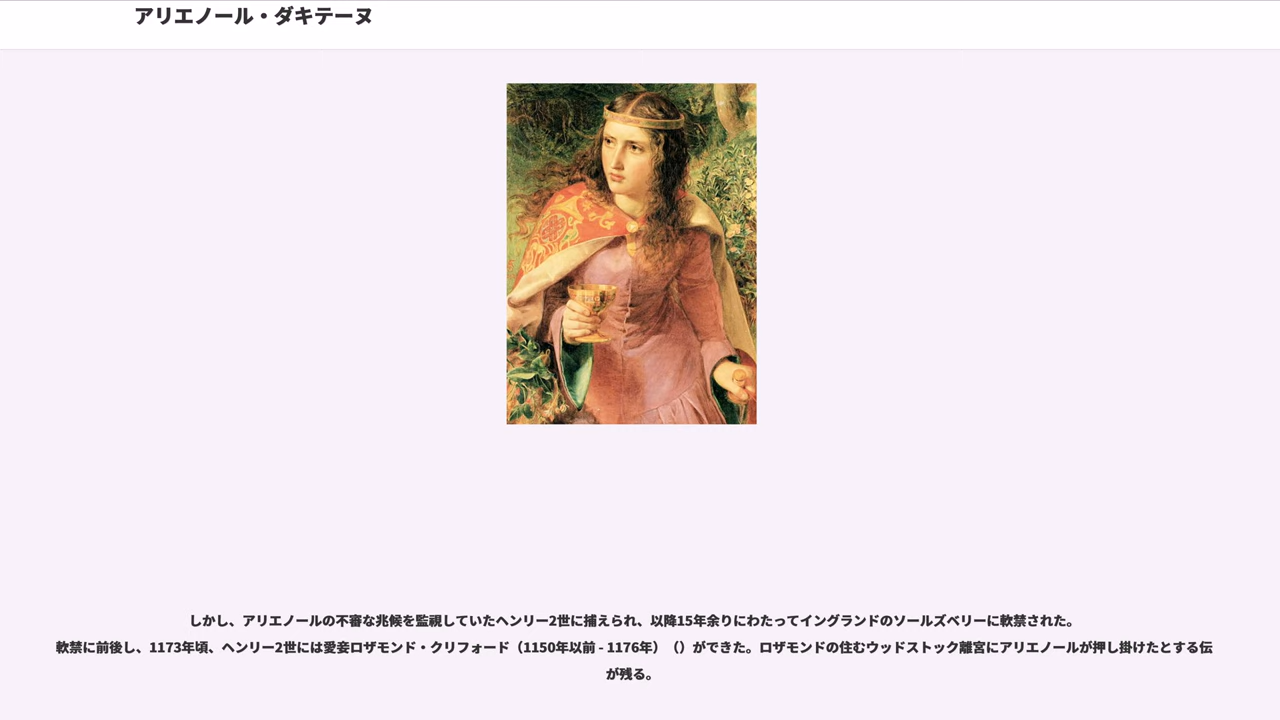 アリエノール・ダキテーヌ
しかし、アリエノールの不審な兆候を監視していたヘンリー2世に捕えられ、以降15年余りにわたってイングランドのソールズベリーに軟禁された。
軟禁に前後し、1173年頃、ヘンリー2世には愛妾ロザモンド・クリフォード（1150年以前 - 1176年）（）ができた。ロザモンドの住むウッドストック離宮にアリエノールが押し掛けたとする伝
が残る。